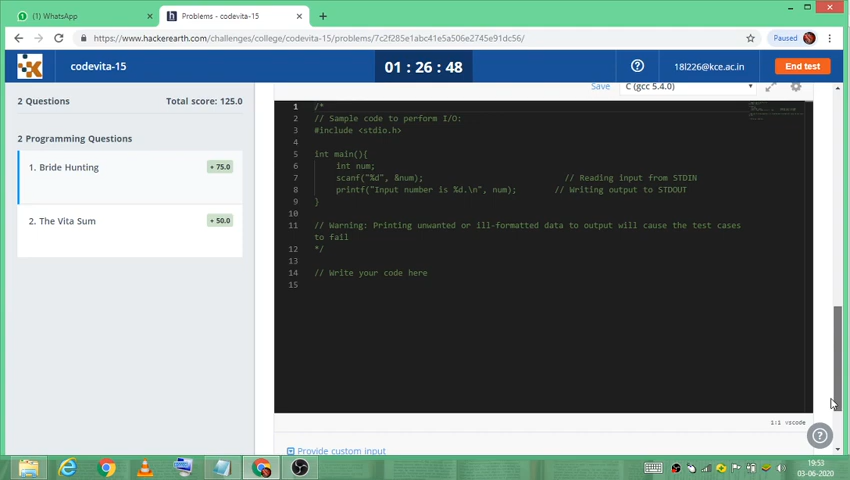 (1) WhatsApp
Problems - codevita-15
https://www.hackerearth.com/challenges/college/codevita-15/problems/7c2f285e1abc41e5a506e2745e91dc56/
Paused
codevita-15
01 : 26 : 48
18l226@kce.ac.in
End test
2 Questions
Total score: 125.0
Save
C (gcc 5.4.0)
2 Programming Questions
1. Bride Hunting
+ 75.0
2. The Vita Sum
+ 50.0
1 /*
2 // Sample code to perform I/O:
3 #include <stdio.h>
4
5 int main(){
6 int num;
7 scanf("%d", &num); // Reading input from STDIN
8 printf("Input number is %d.\n", num); // Writing output to STDOUT
9 }
10
11 // Warning: Printing unwanted or ill-formatted data to output will cause the test cases
to fail
12 */
13
14 // Write your code here
15
1:1 vscode
Provide custom input
19:53
03-06-2020